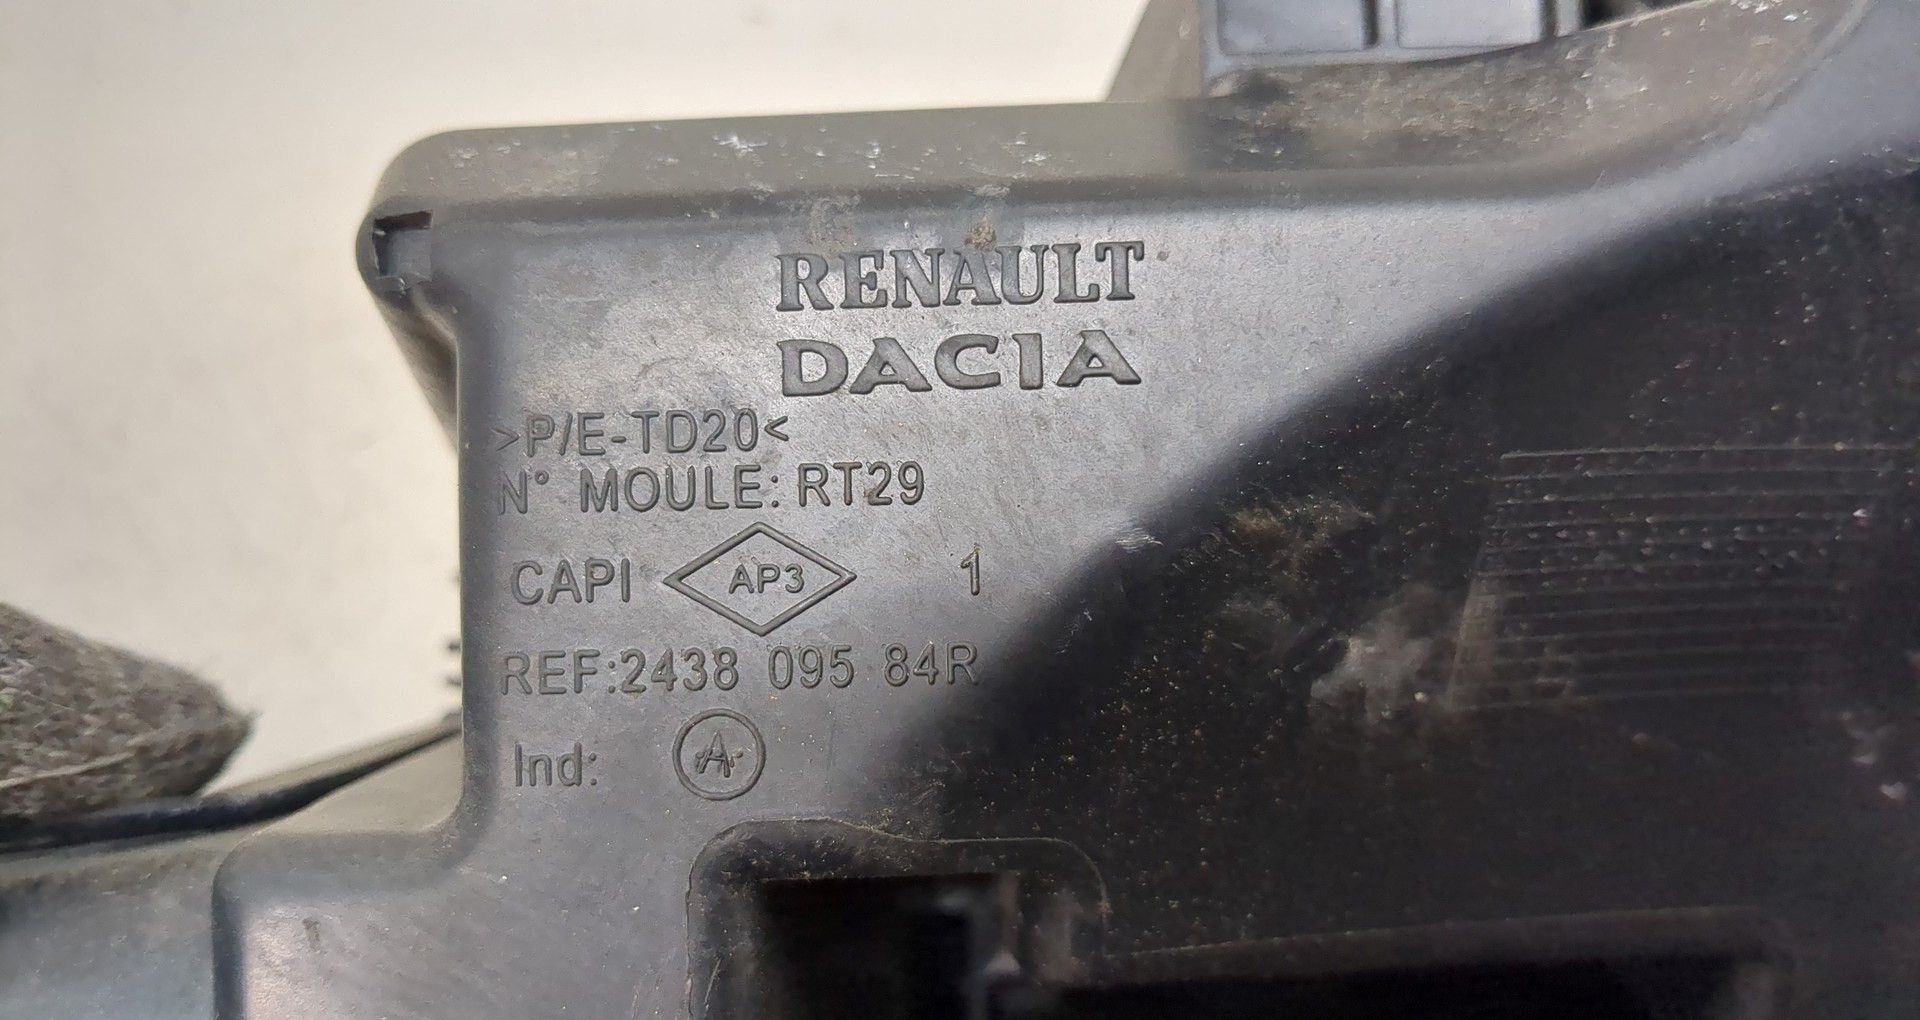 RENAULT
DACIA
>P/E-TD20<
N° MOULE: RT29
CAPI AP3 1
REF:2438 095 84R
Ind: A